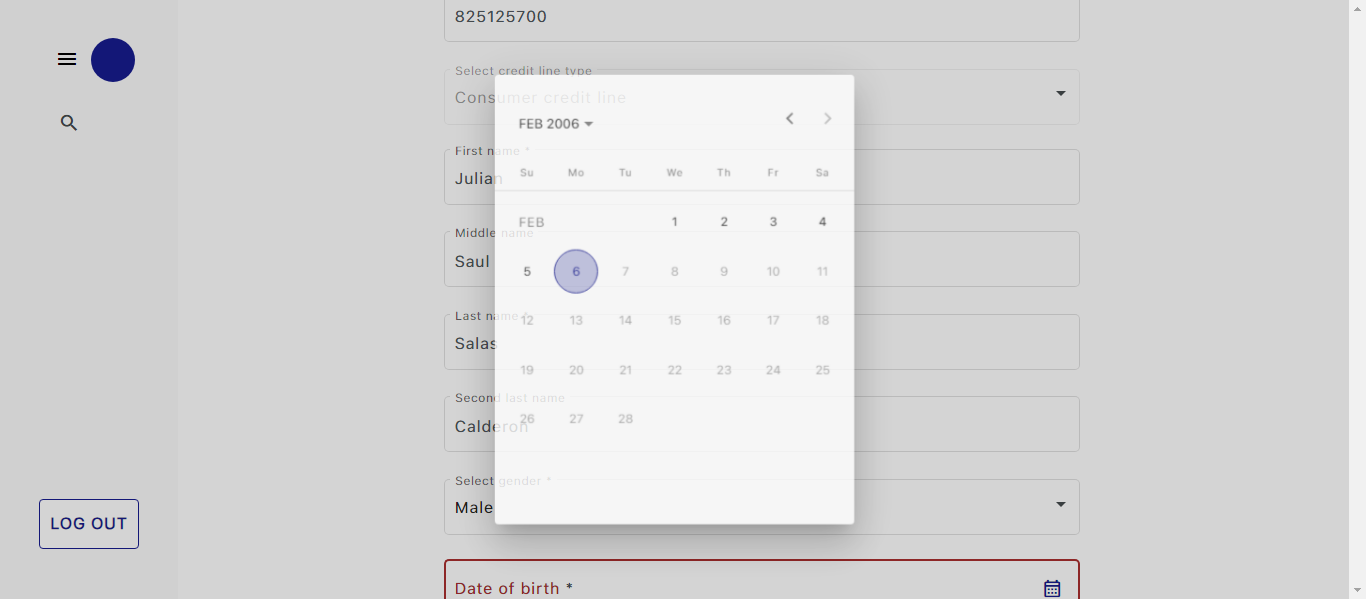 825125700
Select credit line type
Consumer credit line
FEB 2006
First name *
Su Mo Tu We Th Fr Sa
Julian
FEB 1 2 3 4
Middle name
Saul
5 6 7 8 9 10 11
Last name *
12 13 14 15 16 17 18
Salas
19 20 21 22 23 24 25
Second last name
26 27 28
Calderon
Select gender *
Male
LOG OUT
Date of birth *